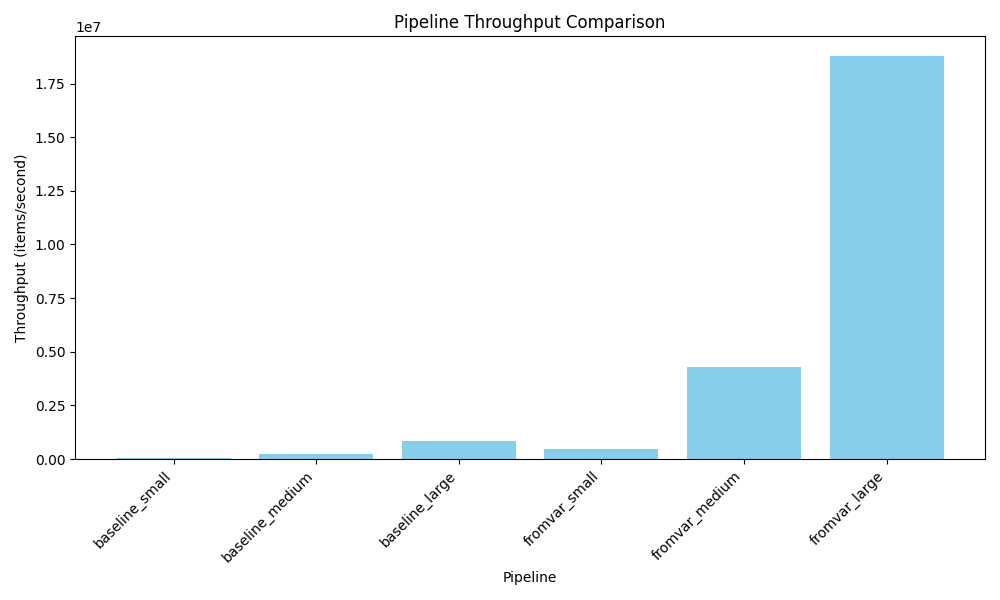 Pipeline Throughput Comparison
1e7
Throughput (items/second)
1.75
1.50
1.25
1.00
0.75
0.50
0.25
0.00
baseline_small
baseline_medium
baseline_large
fromvar_small
fromvar_medium
fromvar_large
Pipeline